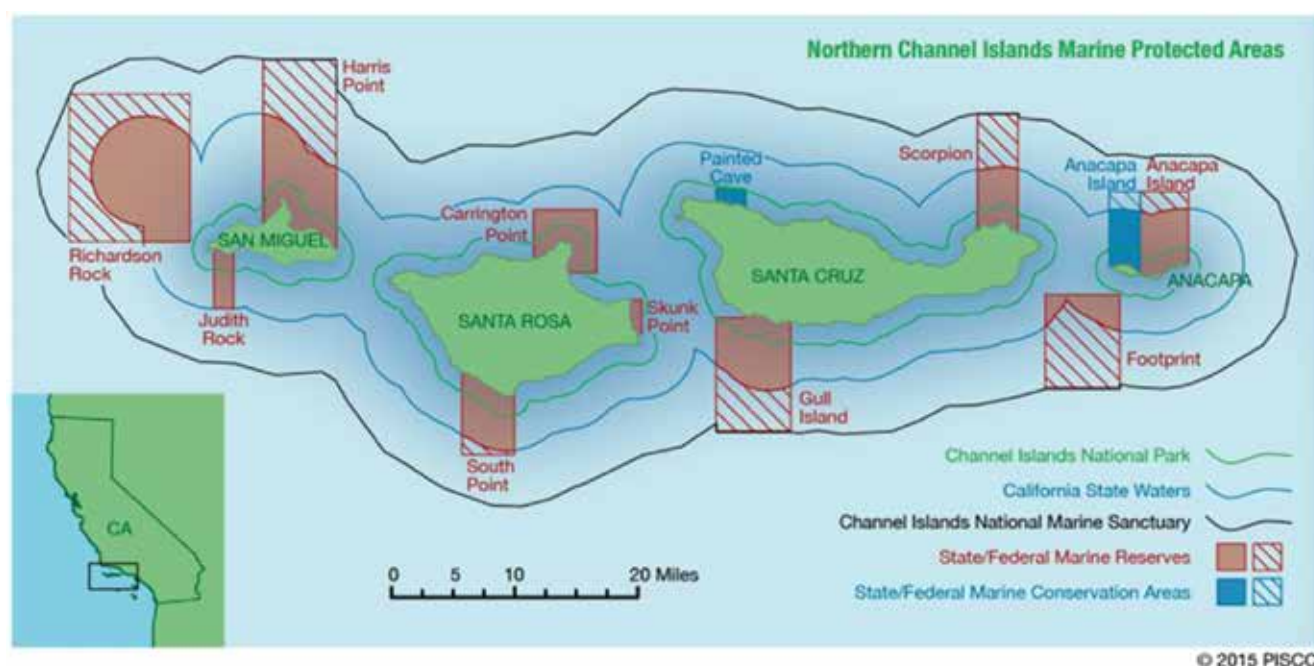 Northern Channel Islands Marine Protected Areas
Harris
Point
Richardson
Rock
SAN MIGUEL
Judith
Rock
Carrington
Point
SANTA ROSA
Skunk
Point
South
Point
Painted
Cave
SANTA CRUZ
Gull
Island
Scorpion
Anacapa
Island
Anacapa
Island
ANACAPA
Footprint
CA
0 5 10 20 Miles
Channel Islands National Park
California State Waters
Channel Islands National Marine Sanctuary
State/Federal Marine Reserves
State/Federal Marine Conservation Areas
© 2015 PISCO